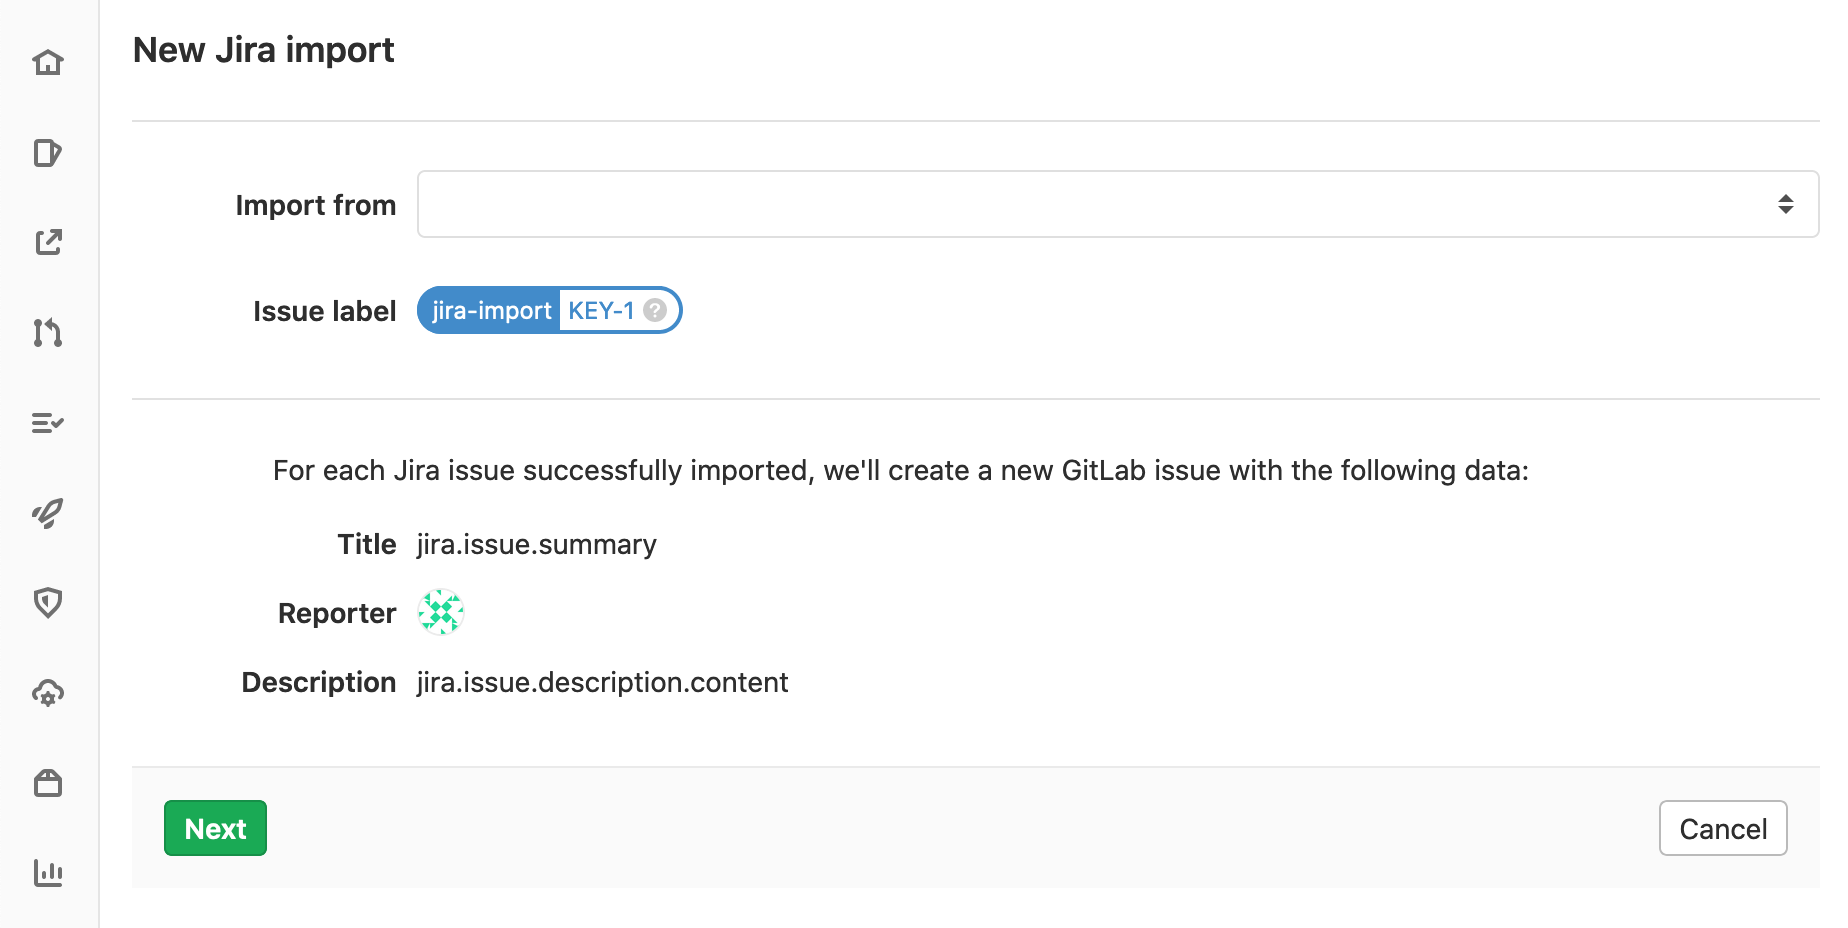 New Jira import
Import from
Issue label jira-import KEY-1 ?
For each Jira issue successfully imported, we'll create a new GitLab issue with the following data:
Title jira.issue.summary
Reporter
Description jira.issue.description.content
Next Cancel